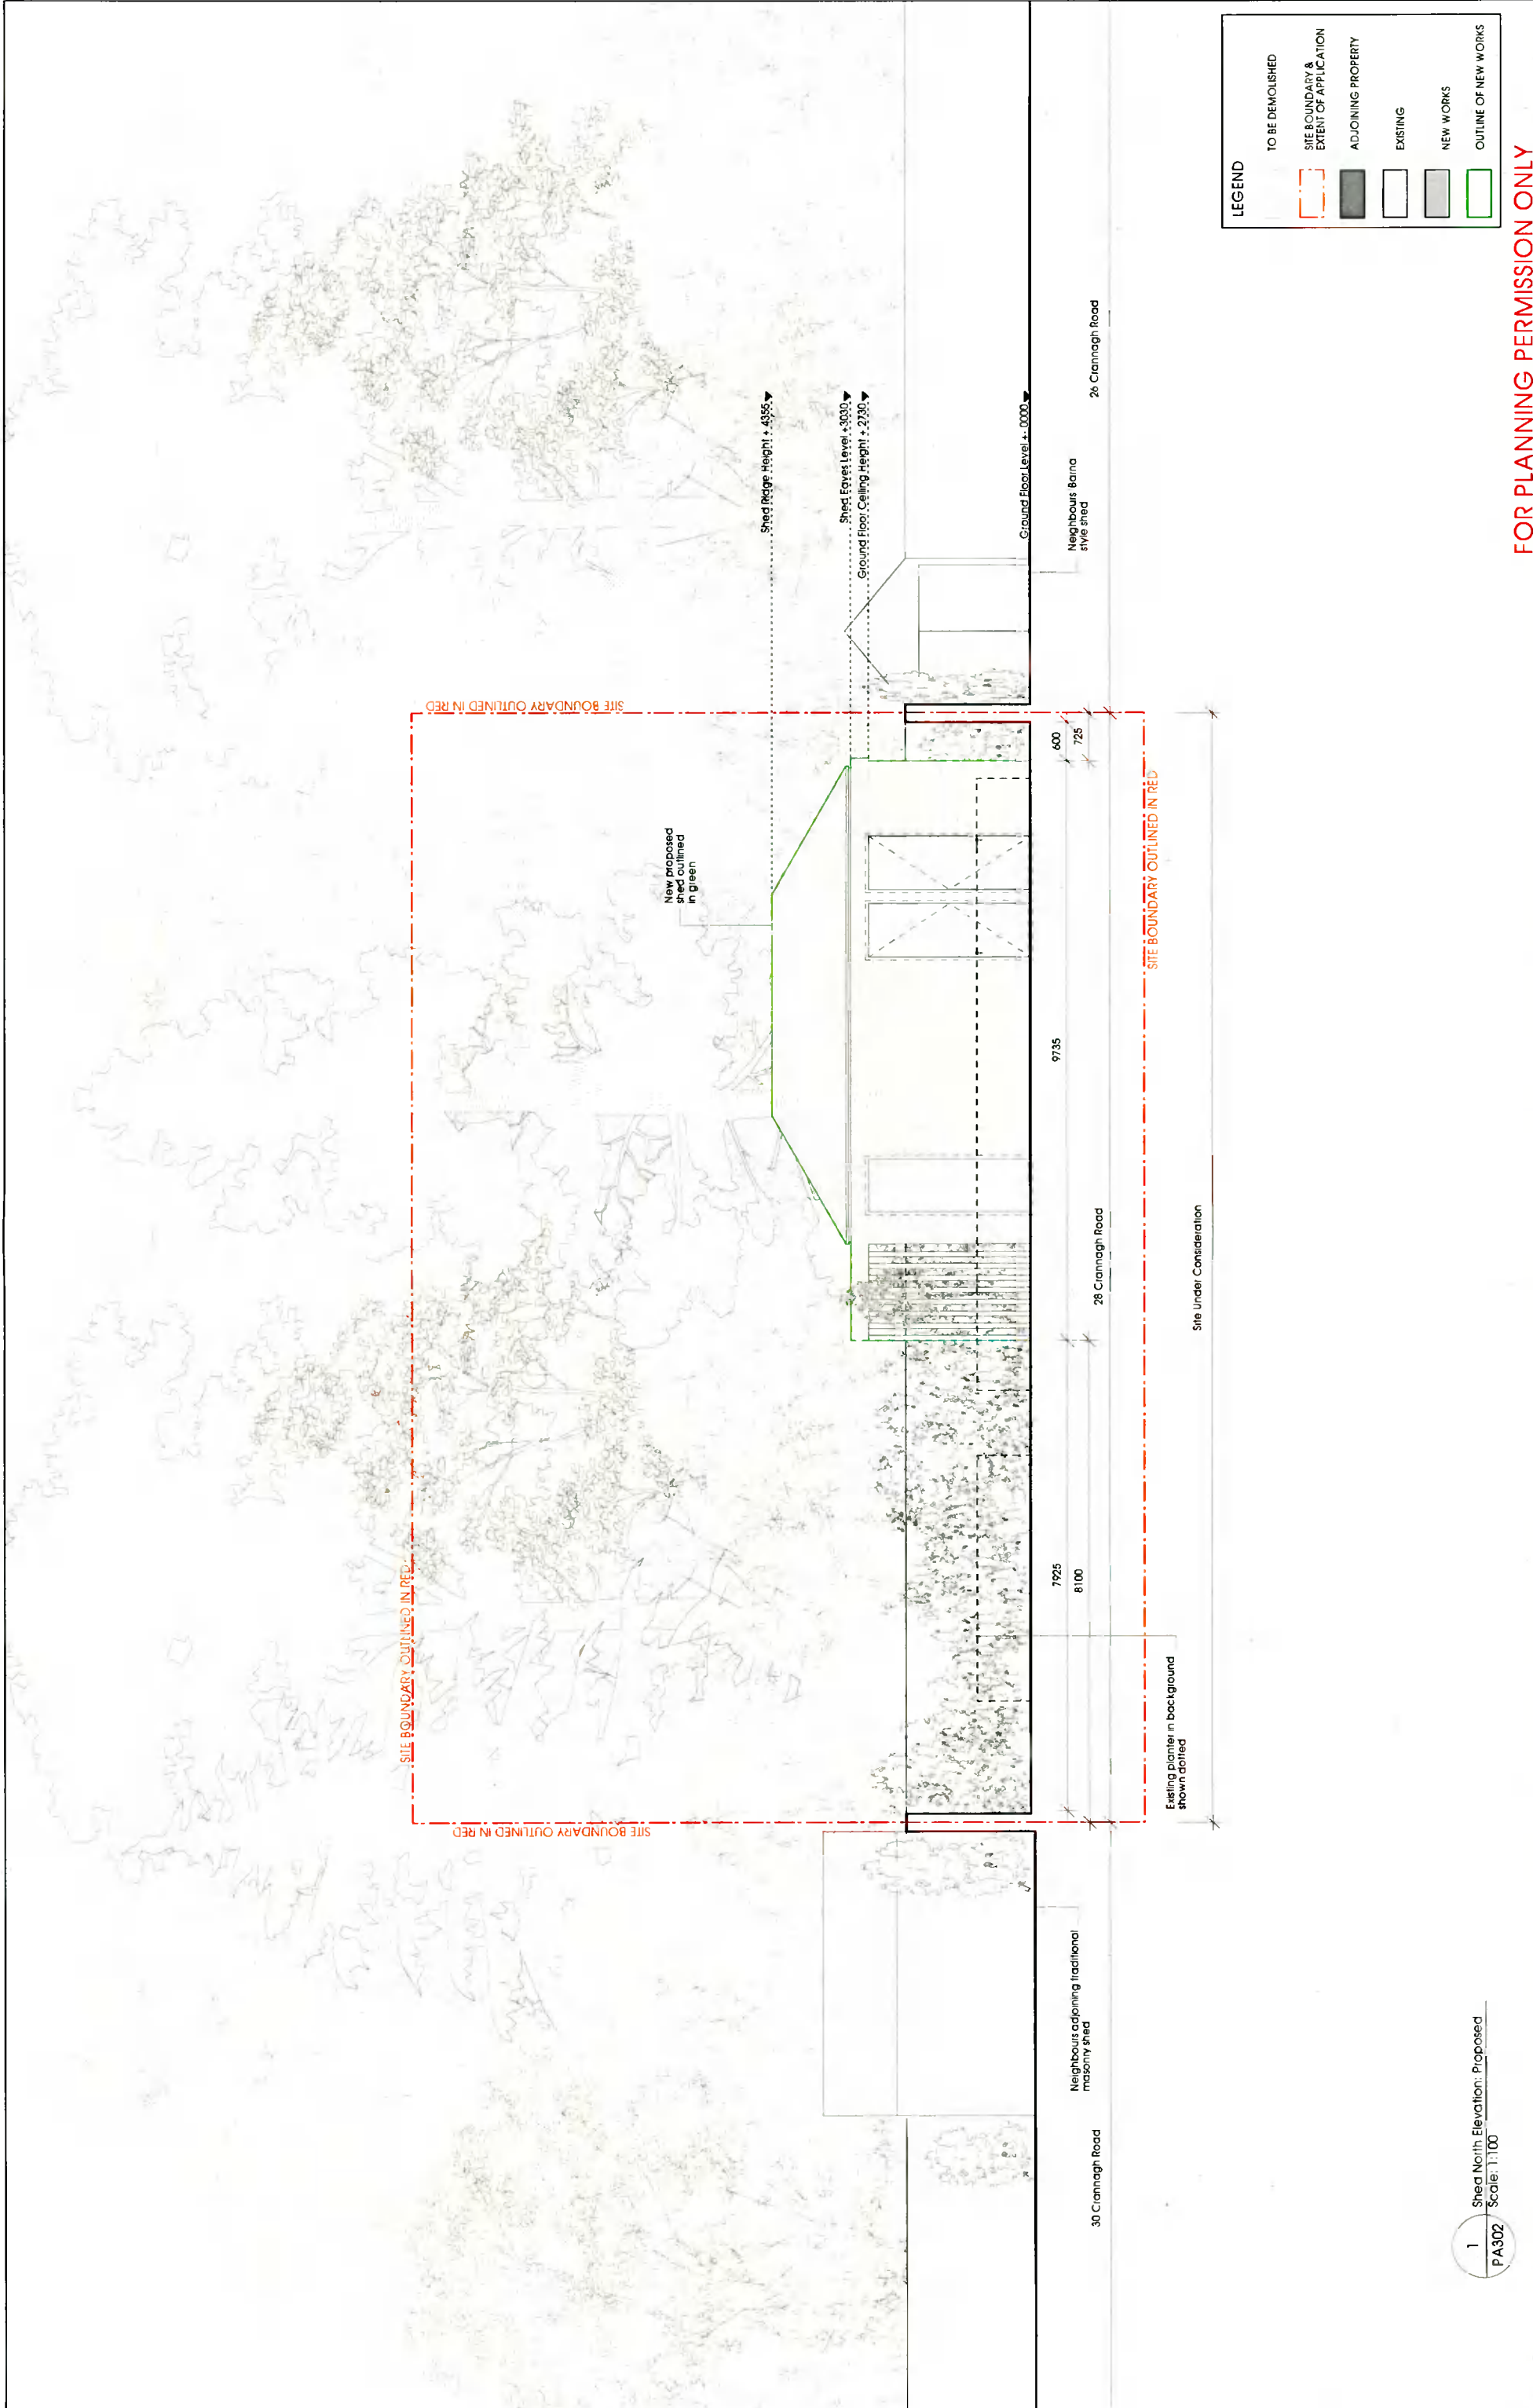 SITE BOUNDARY OUTLINED IN RED
SITE BOUNDARY OUTLINED IN RED
SITE BOUNDARY OUTLINED IN RED
New proposed
shed outlined
in green
Shed Ridge Height + 4355
Shed Eaves Level +3030
Ground Floor Ceiling Height + 2730
Ground Floor Level +- 0000
7925
9735
600
8100
725
Neighbours adjoining traditional
masonry shed
Neighbours Barna
style shed
30 Crannagh Road
28 Crannagh Road
26 Crannagh Road
SITE BOUNDARY OUTLINED IN RED
Existing planter in background
shown dotted
Site Under Consideration
1
PA302
Shed North Elevation: Proposed
Scale: 1:100
LEGEND
TO BE DEMOLISHED
SITE BOUNDARY &
EXTENT OF APPLICATION
ADJOINING PROPERTY
EXISTING
NEW WORKS
OUTLINE OF NEW WORKS
FOR PLANNING PERMISSION ONLY